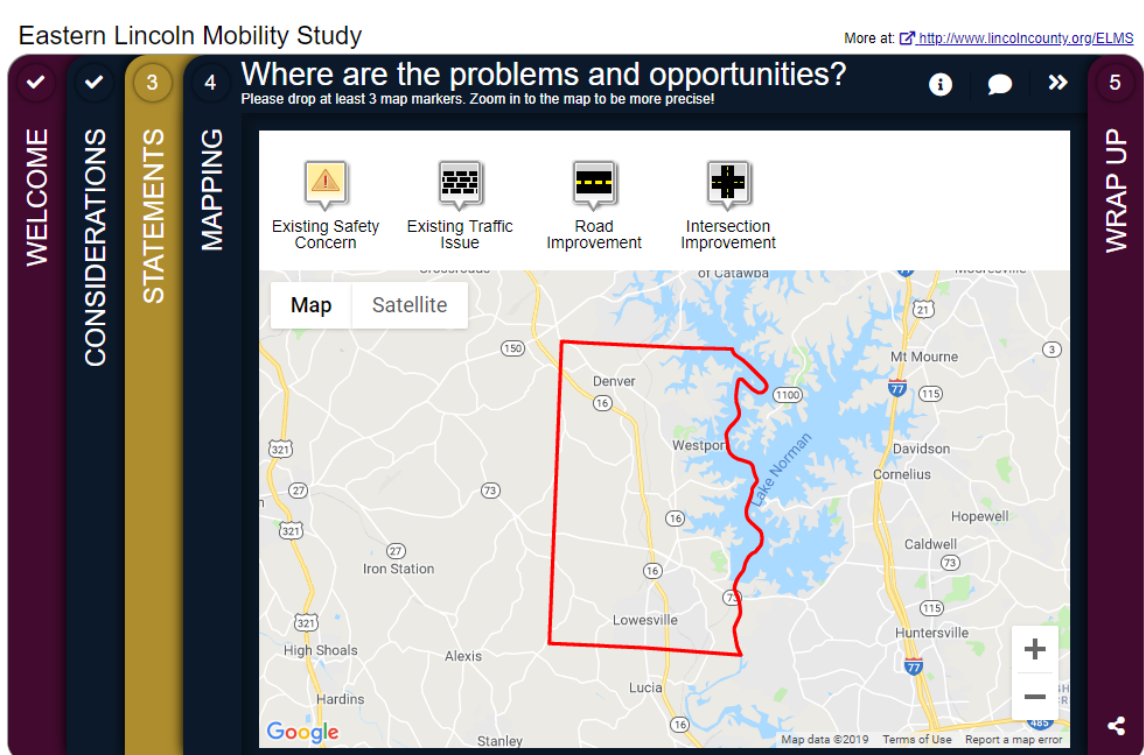 Eastern Lincoln Mobility Study
More at: http://www.lincolncounty.org/ELMS
WELCOME
CONSIDERATIONS
3
STATEMENTS
4
MAPPING
Where are the problems and opportunities?
Please drop at least 3 map markers. Zoom in to the map to be more precise!
5
WRAP UP
Existing Safety
Concern
Existing Traffic
Issue
Road
Improvement
Intersection
Improvement
Map
Satellite
Crossroads
of Catawba
Mooresville
77
21
150
Mt Mourne
3
Denver
16
1100
77
115
321
Westport
Lake Norman
Davidson
Cornelius
27
73
16
Hopewell
321
Caldwell
27
Iron Station
16
73
73
115
321
Lowesville
Huntersville
High Shoals
Alexis
77
Lucia
Hardins
16
485
Google
Stanley
Map data ©2019
Terms of Use
Report a map error